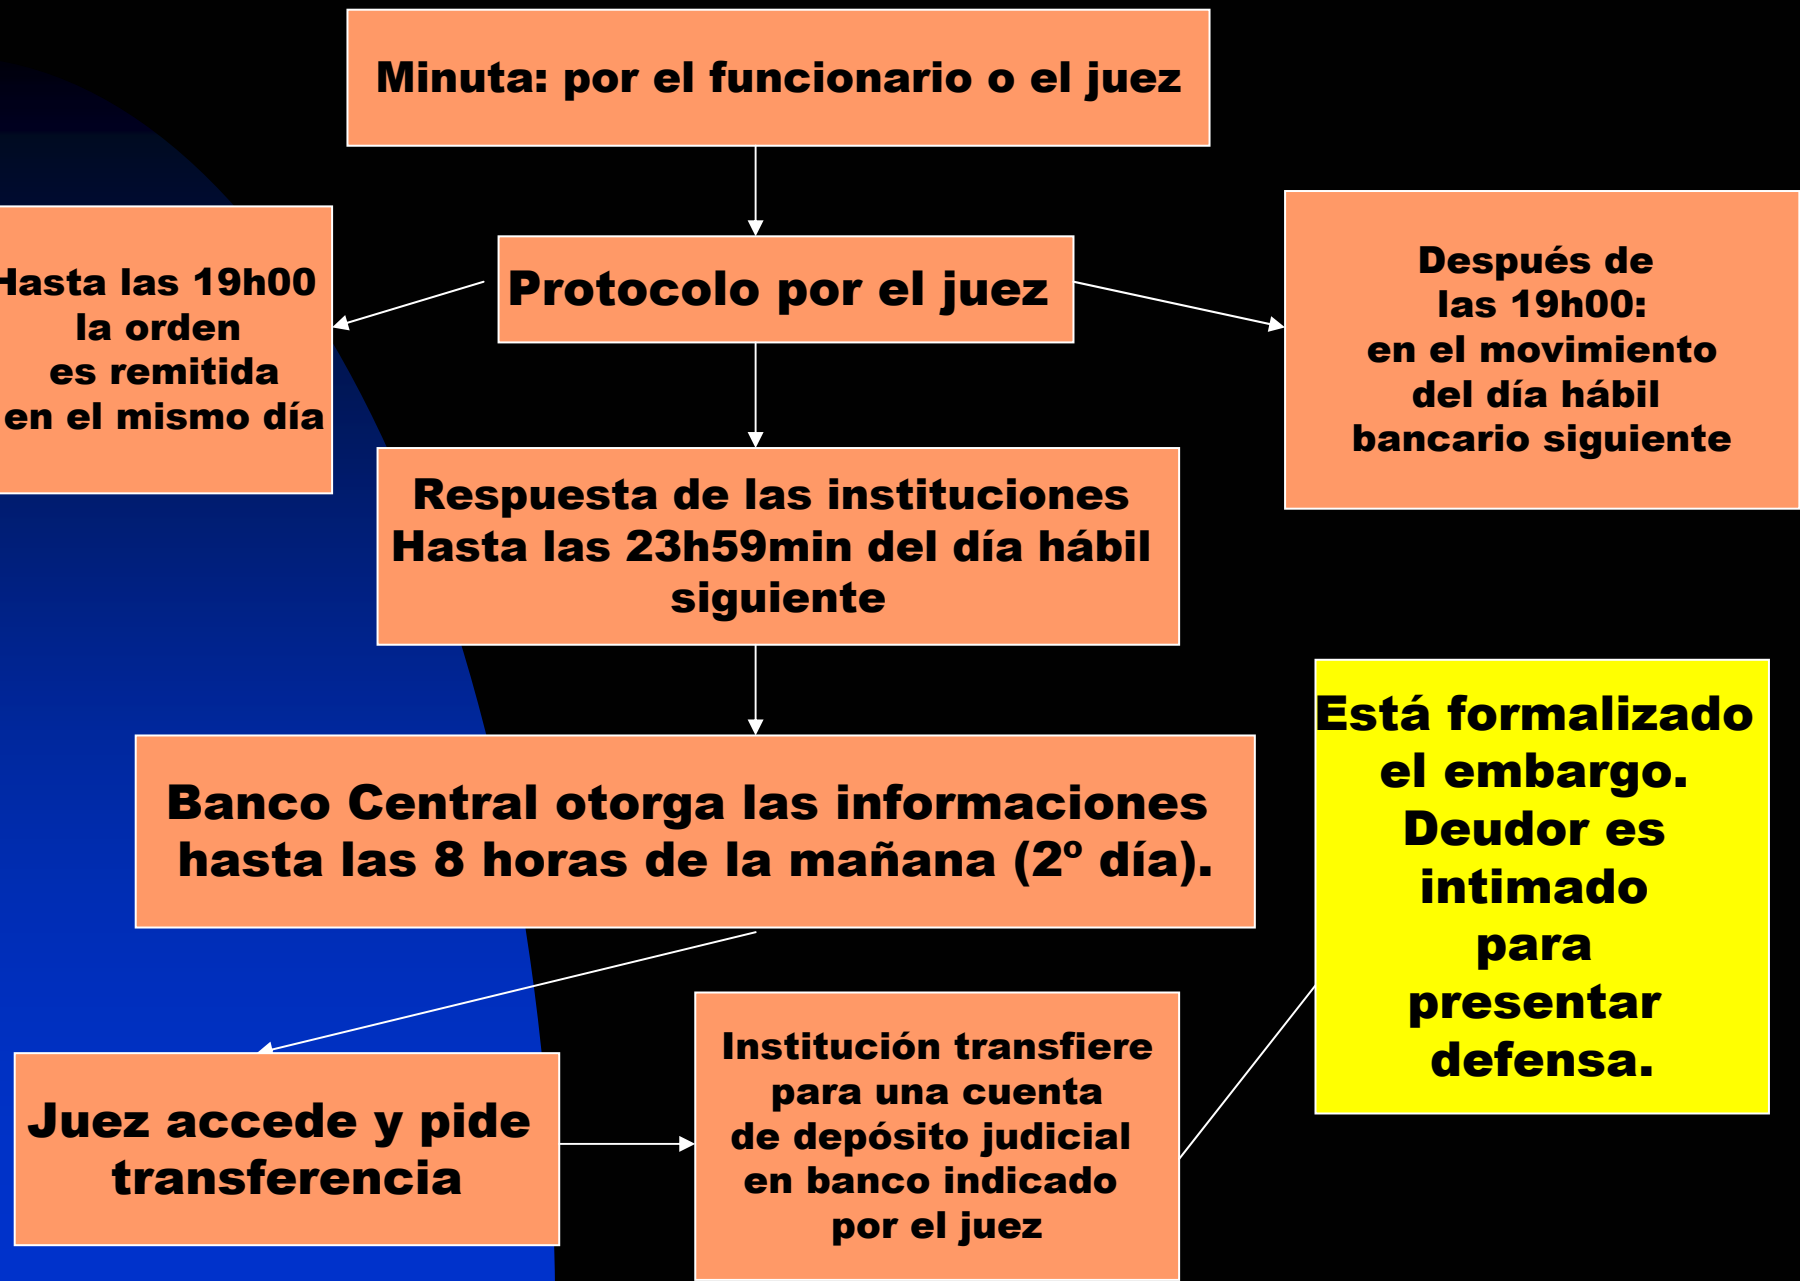 Minuta: por el funcionario o el juez
Hasta las 19h00
la orden
es remitida
en el mismo día
Protocolo por el juez
Después de
las 19h00:
en el movimiento
del día hábil
bancario siguiente
Respuesta de las instituciones
Hasta las 23h59min del día hábil
siguiente
Banco Central otorga las informaciones
hasta las 8 horas de la mañana (2º día).
Está formalizado
el embargo.
Deudor es
intimado
para
presentar
defensa.
Juez accede y pide
transferencia
Institución transfiere
para una cuenta
de depósito judicial
en banco indicado
por el juez